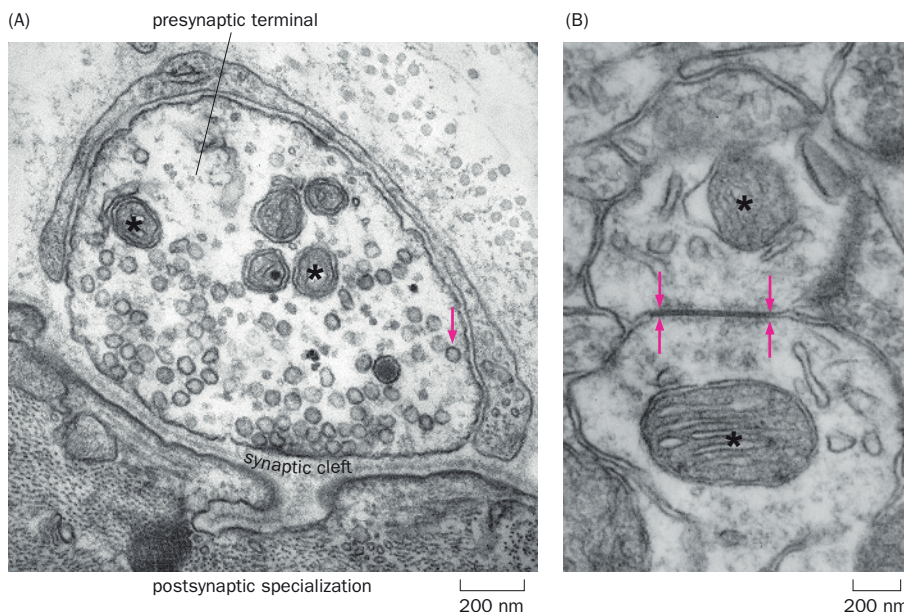 (A)
presynaptic terminal
(B)
*
*
*
*
synaptic cleft
postsynaptic specialization
200 nm
200 nm